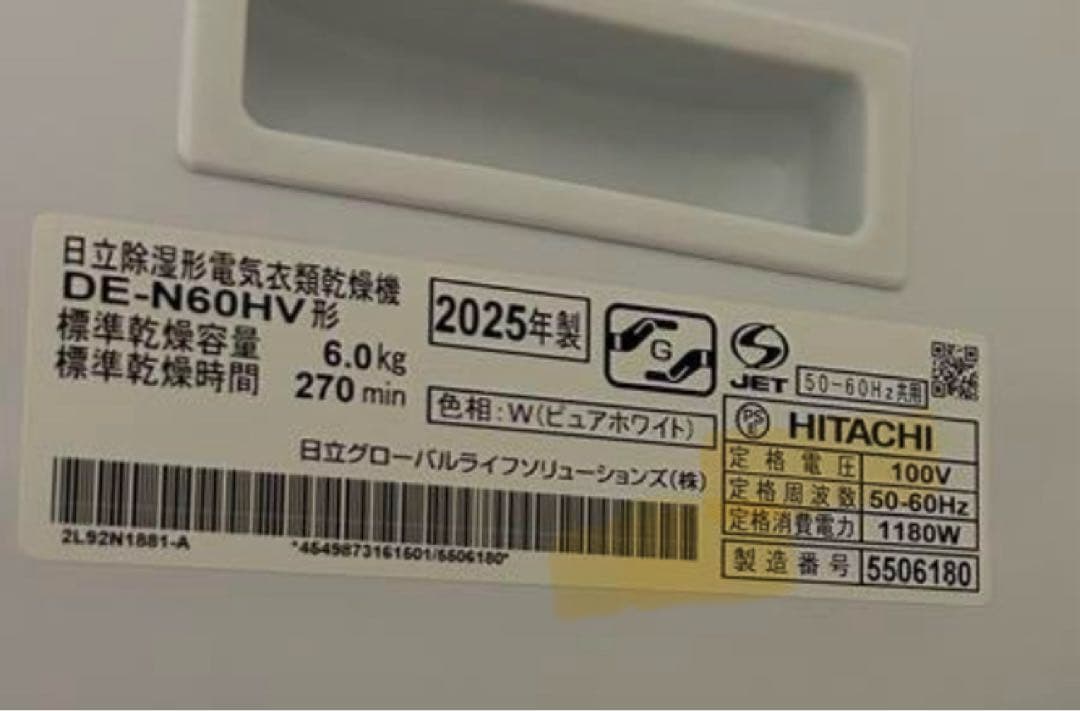 日立除湿形電気衣類乾燥機
DE-N60HV形
標準乾燥容量 6.0kg
標準乾燥時間 270 min
2025年製
G
JET
50-60Hz共用
色相:W(ピュアホワイト)
日立グローバルライフソリューションズ(株)
2L92N1881-A
*4549873161501/5506180*
PS
E
HITACHI
定格電圧 100V
定格周波数 50-60Hz
定格消費電力 1180W
製造番号 5506180